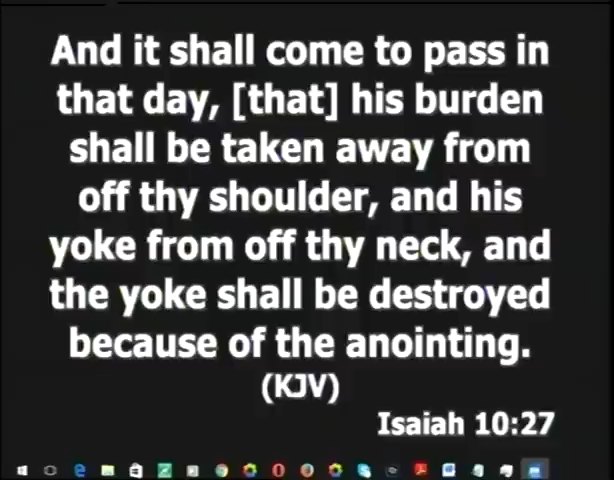 And it shall come to pass in
that day, [that] his burden
shall be taken away from
off thy shoulder, and his
yoke from off thy neck, and
the yoke shall be destroyed
because of the anointing.
(KJV)
Isaiah 10:27